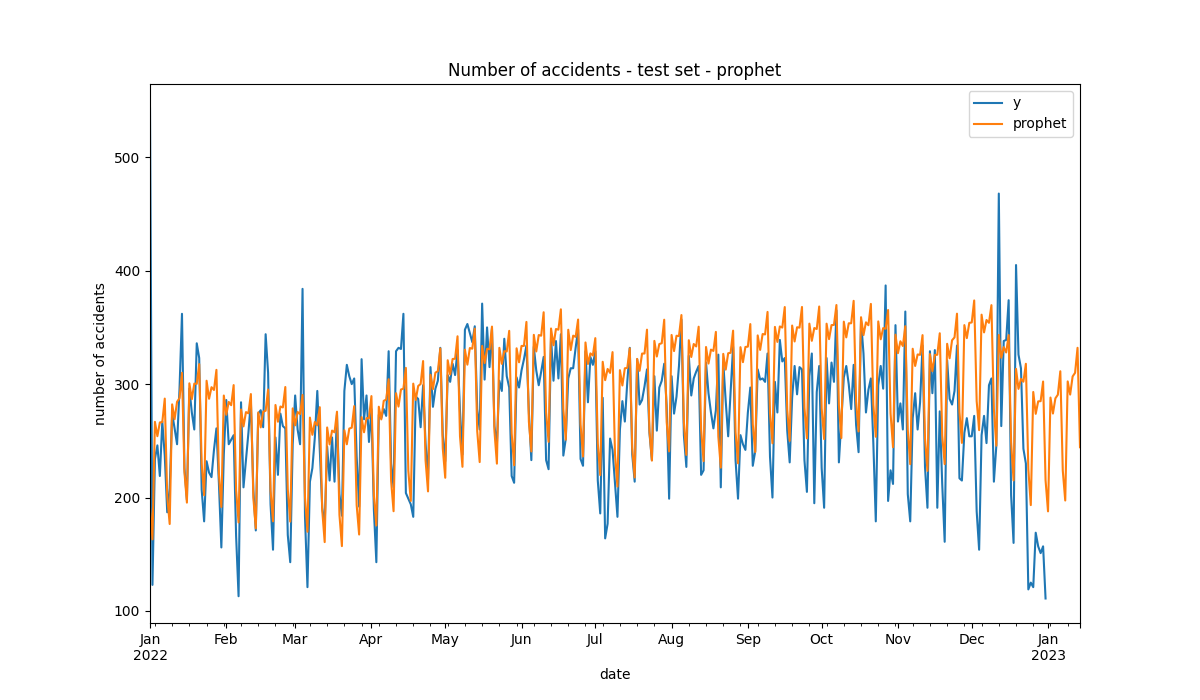 Number of accidents - test set - prophet
y
prophet
number of accidents
500
400
300
200
100
Jan Feb Mar Apr May Jun Jul Aug Sep Oct Nov Dec Jan
2022 2023
date